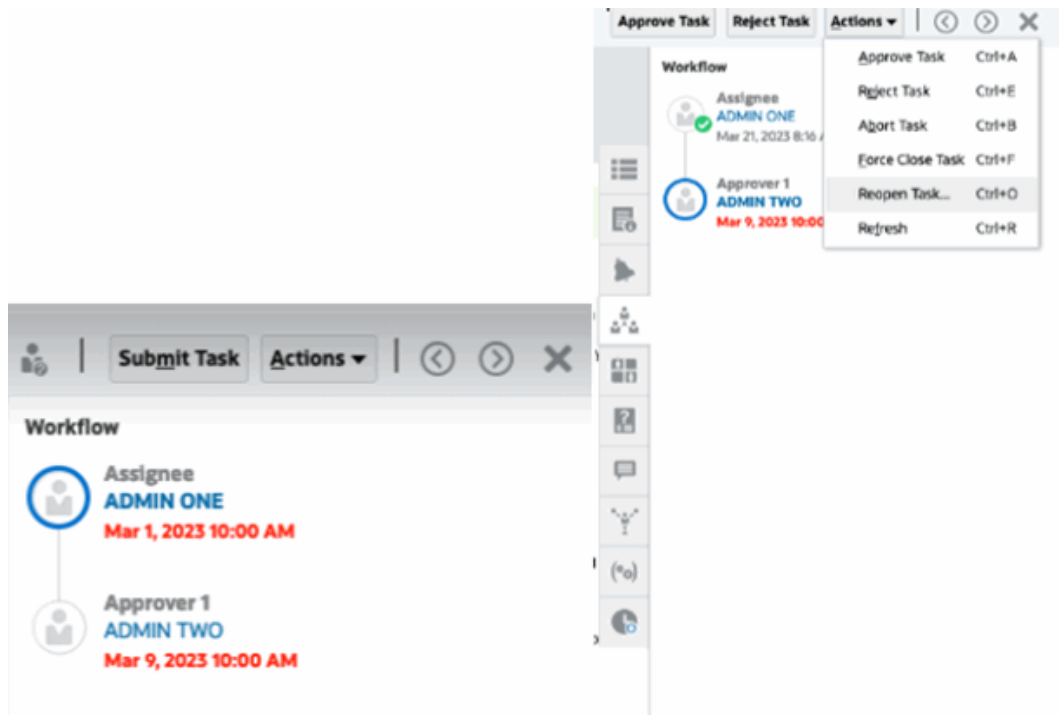 Submit Task Actions
Workflow
Assignee
ADMIN ONE
Mar 1, 2023 10:00 AM
Approver 1
ADMIN TWO
Mar 9, 2023 10:00 AM
Approve Task Reject Task Actions
Workflow
Assignee
ADMIN ONE
Mar 21, 2023 8:16
Approver 1
ADMIN TWO
Mar 9, 2023 10:00
Approve Task Ctrl+A
Reject Task Ctrl+E
Abort Task Ctrl+B
Force Close Task Ctrl+F
Reopen Task... Ctrl+O
Refresh Ctrl+R